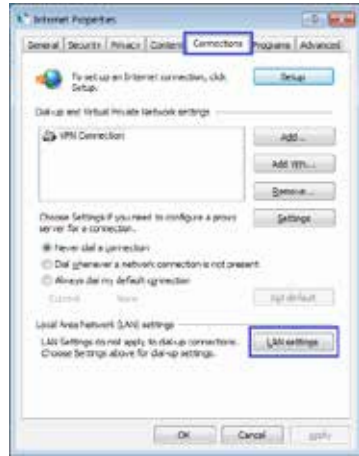 Internet Properties
General Security Privacy Content Connections Programs Advanced
To set up an Internet connection, click
Setup.
Setup
Dial-up and Virtual Private Network settings
VPN Connection
Add...
Add VPN...
Remove...
Choose Settings if you need to configure a proxy
server for a connection.
Settings
Never dial a connection
Dial whenever a network connection is not present
Always dial my default connection
Current None
Set default
Local Area Network (LAN) settings
LAN Settings do not apply to dial-up connections.
Choose Settings above for dial-up settings.
LAN settings
OK Cancel Apply